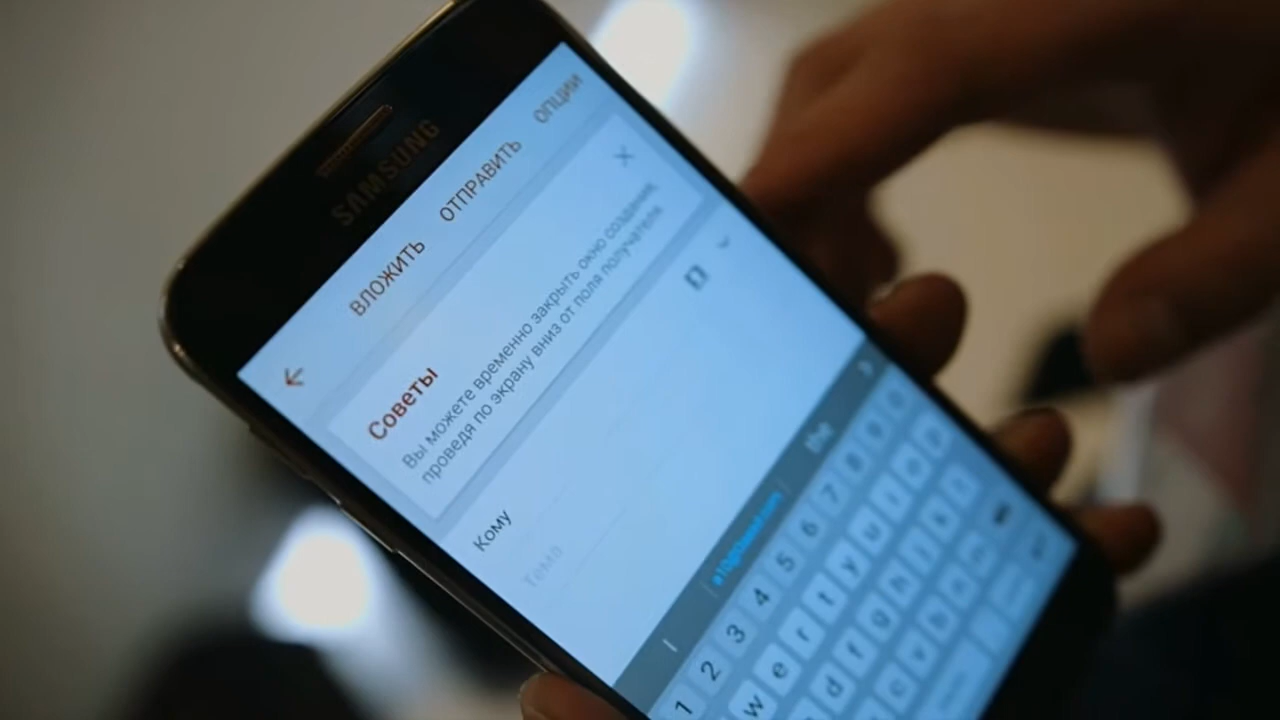 SAMSUNG
ВЛОЖИТЬ ОТПРАВИТЬ ОПЦИИ
Советы
Вы можете временно закрыть окно создания,
проведя по экрану вниз от поля получателя
Кому
Тема
I the
1 2 3 4 5 6 7 8 9 0
w e r t y u i o p
d f g h j k l
c v b n m